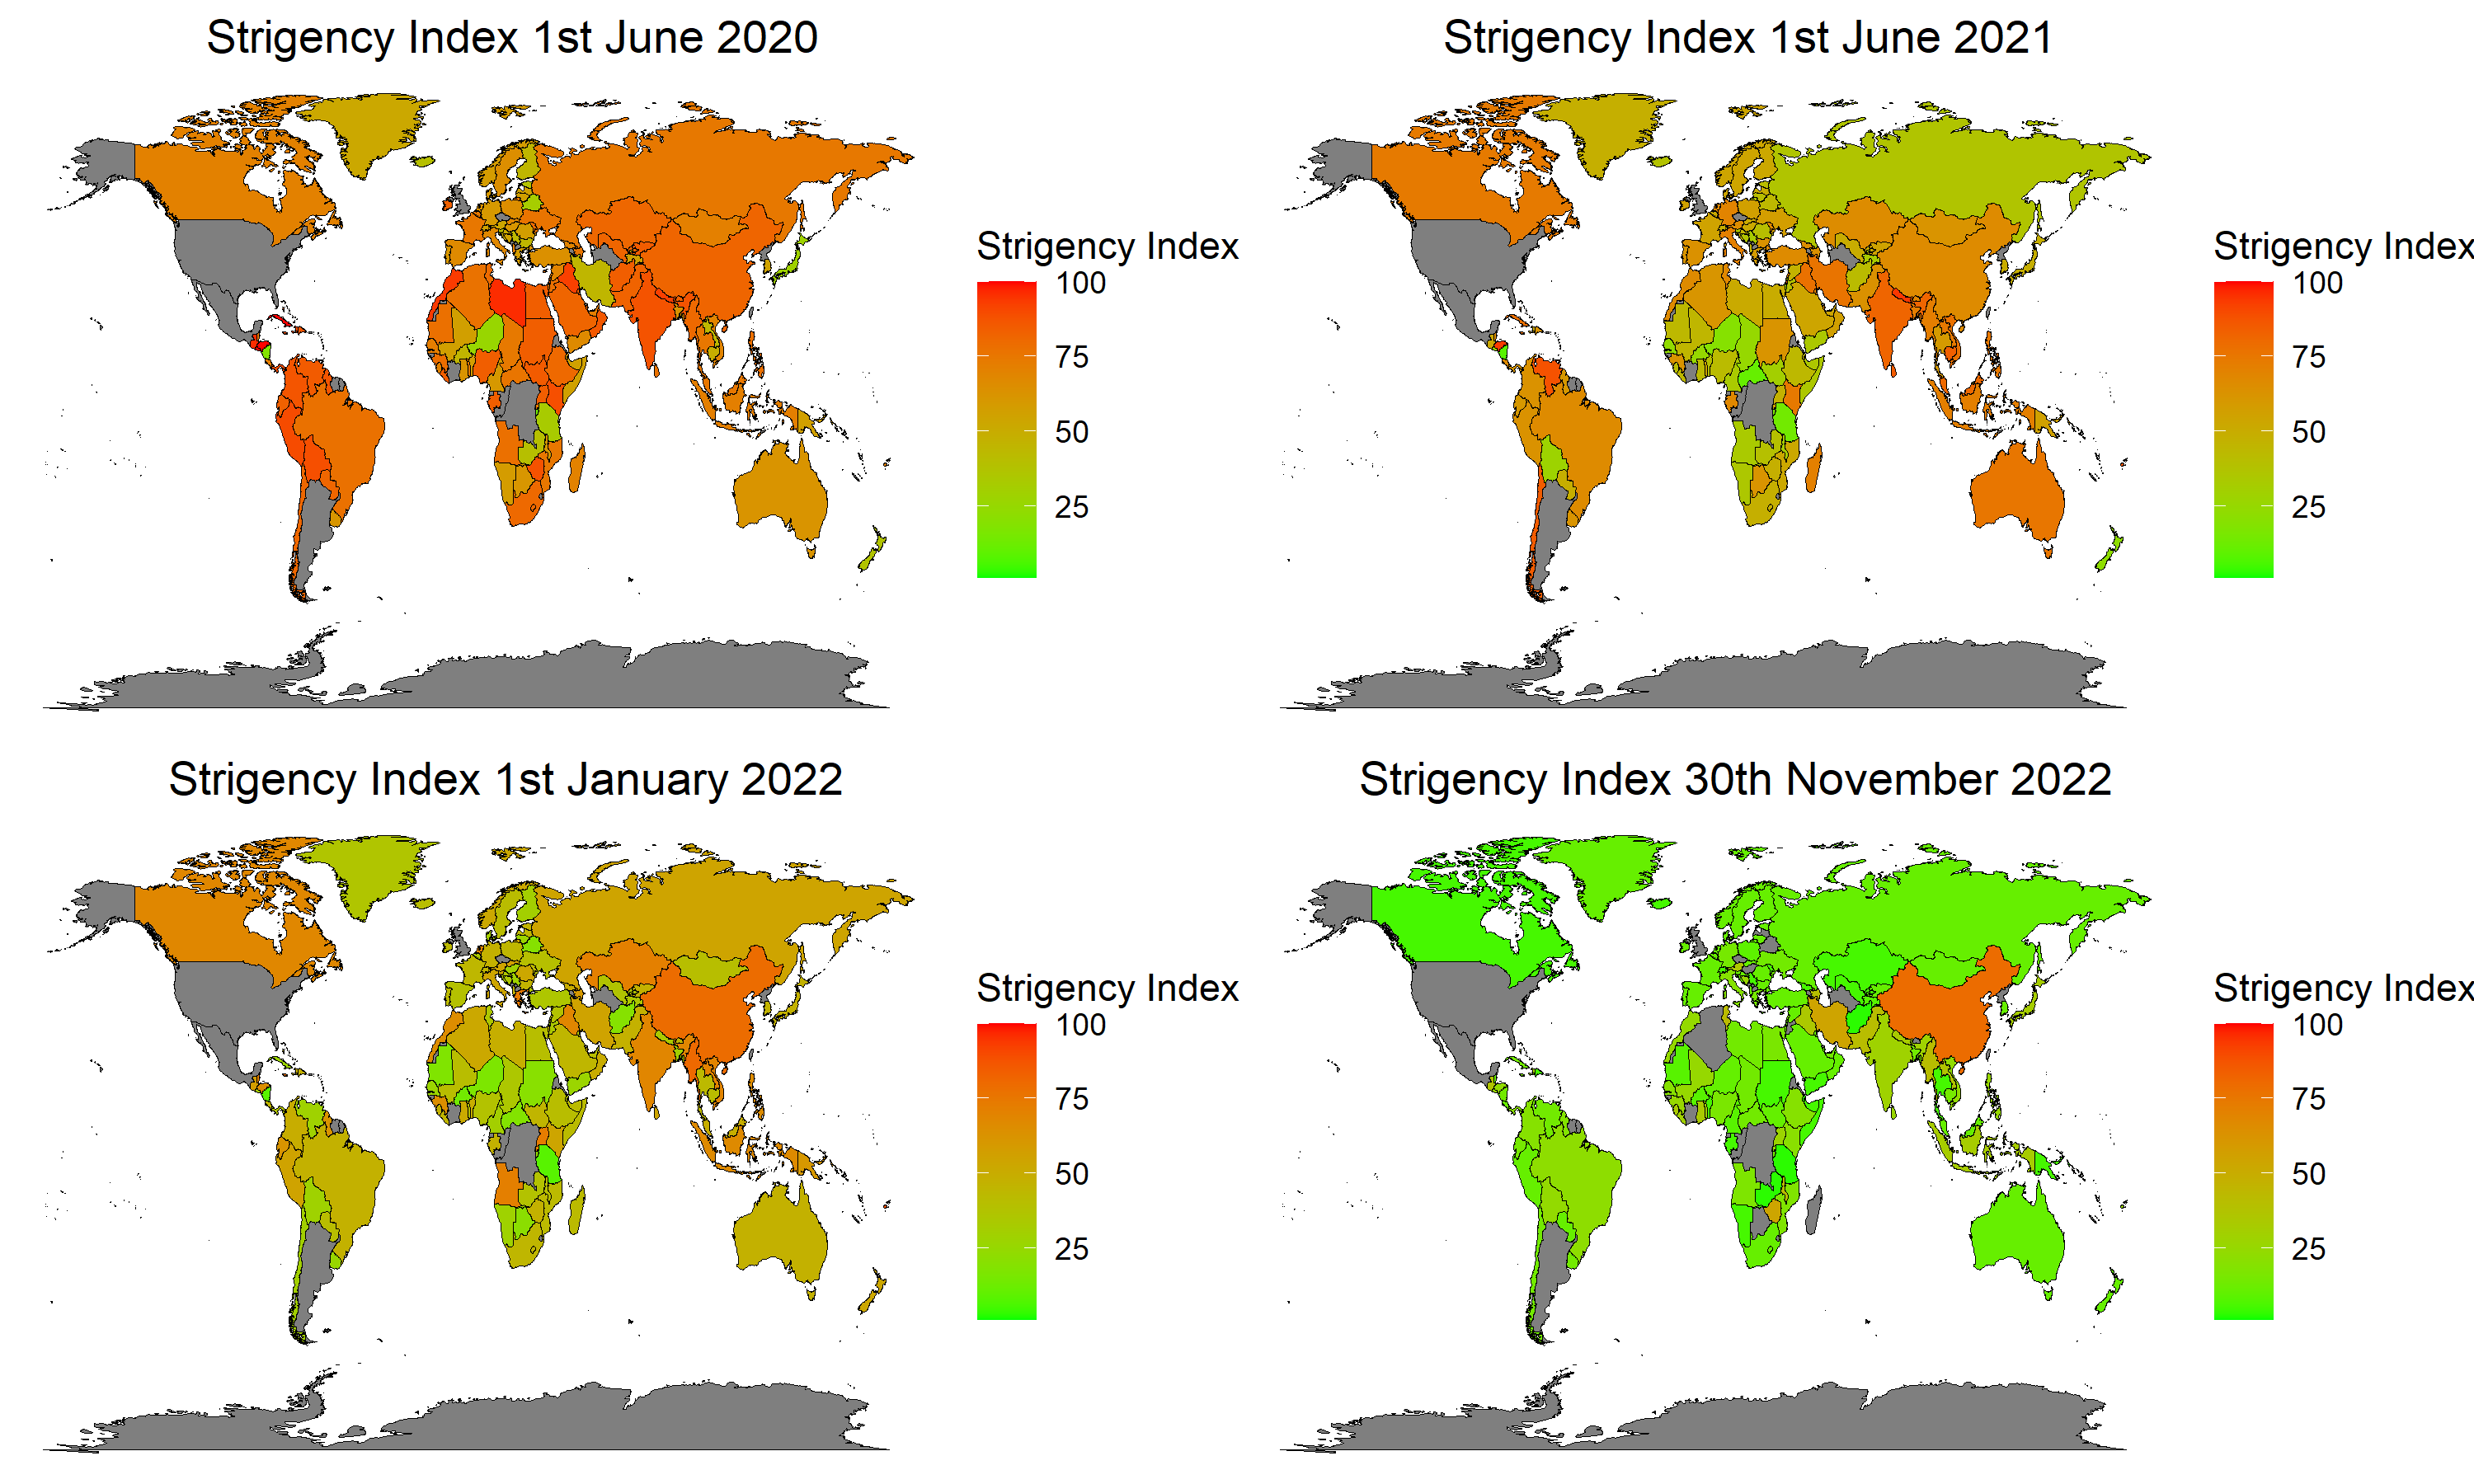 Strigency Index 1st June 2020
Strigency Index
100
75
50
25
Strigency Index 1st June 2021
Strigency Index
100
75
50
25
Strigency Index 1st January 2022
Strigency Index
100
75
50
25
Strigency Index 30th November 2022
Strigency Index
100
75
50
25